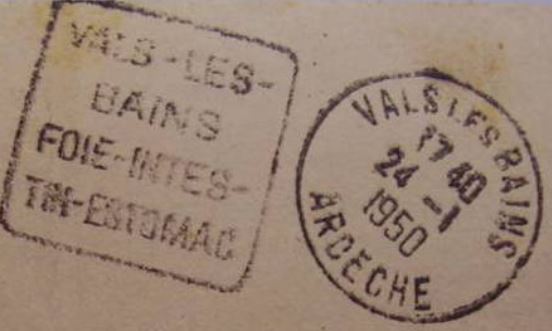 VALS-LES-
BAINS
FOIE-INTES-
TIN-ESTOMAC
VALS LES BAINS
17 40
24 -1
1950
ARDECHE